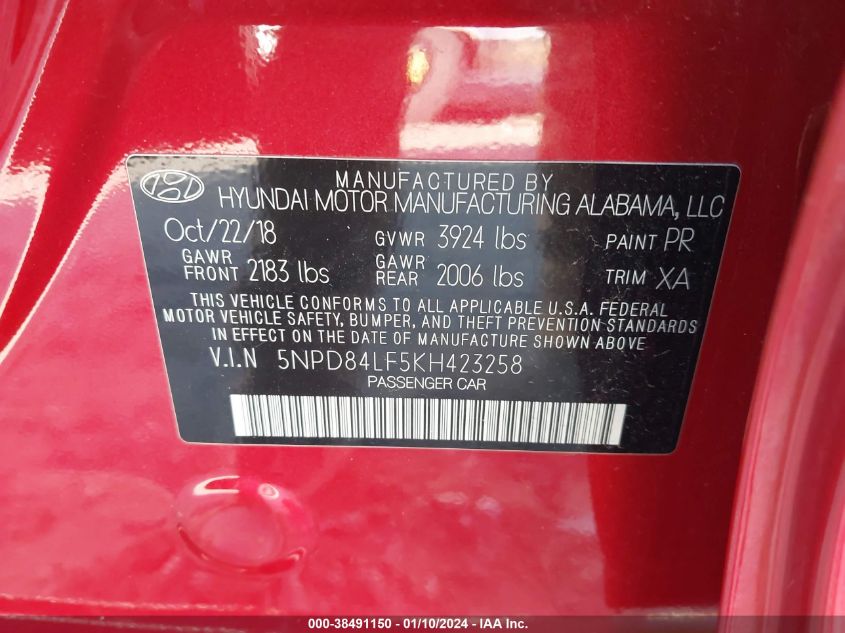 MANUFACTURED BY
HYUNDAI MOTOR MANUFACTURING ALABAMA, LLC
Oct/22/18 GVWR 3924 lbs PAINT PR
GAWR FRONT 2183 lbs GAWR REAR 2006 lbs TRIM XA
THIS VEHICLE CONFORMS TO ALL APPLICABLE U.S.A. FEDERAL
MOTOR VEHICLE SAFETY, BUMPER, AND THEFT PREVENTION STANDARDS
IN EFFECT ON THE DATE OF MANUFACTURE SHOWN ABOVE
V.I.N 5NPD84LF5KH423258
PASSENGER CAR
000-38491150 - 01/10/2024 - IAA, Inc.